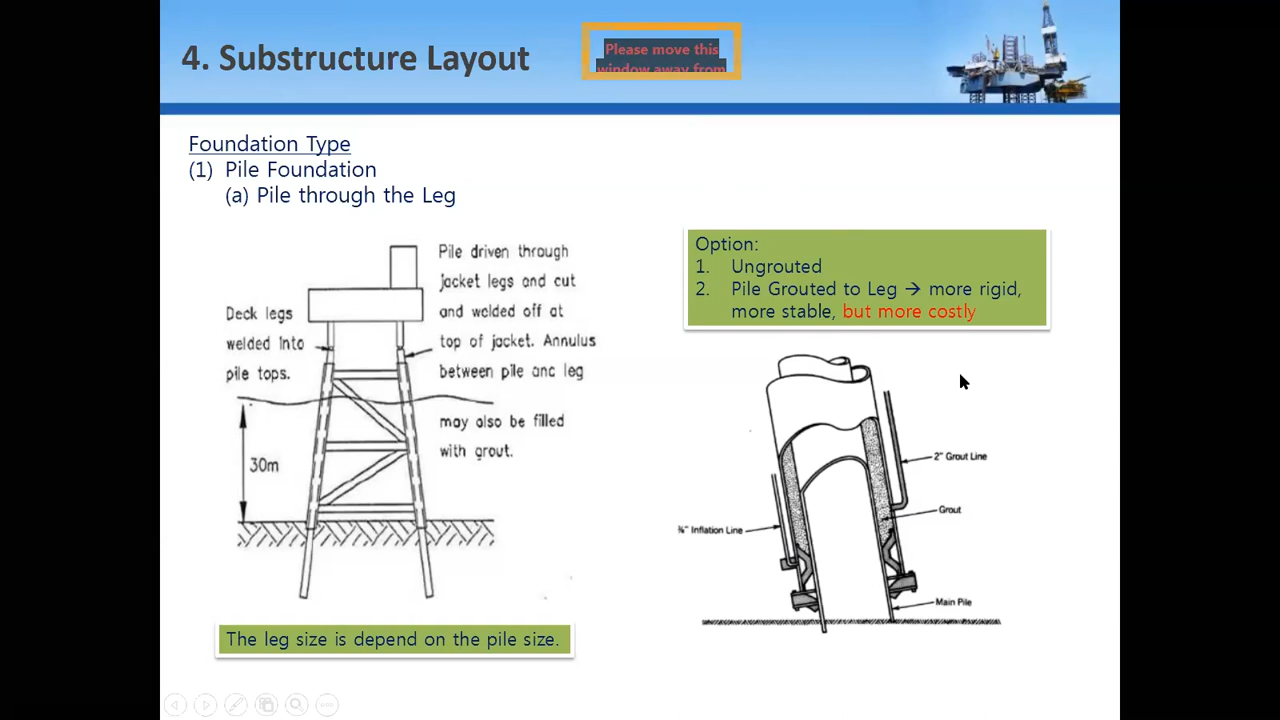 4. Substructure Layout
Please move this
window away from
Foundation Type
(1) Pile Foundation
(a) Pile through the Leg
Pile driven through
jacket legs and cut
and welded off at
top of jacket. Annulus
between pile and leg
may also be filled
with grout.
Deck legs
welded into
pile tops.
30m
The leg size is depend on the pile size.
Option:
1. Ungrouted
2. Pile Grouted to Leg → more rigid,
more stable, but more costly
2" Grout Line
Grout
⅜" Inflation Line
Main Pile